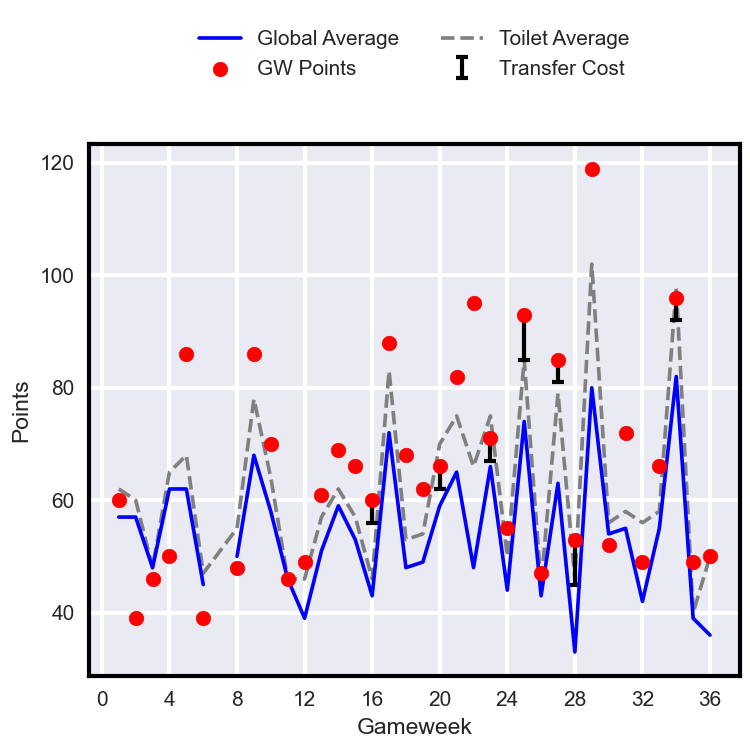 Global Average
Toilet Average
GW Points
Transfer Cost
120
100
80
60
40
Points
0 4 8 12 16 20 24 28 32 36
Gameweek